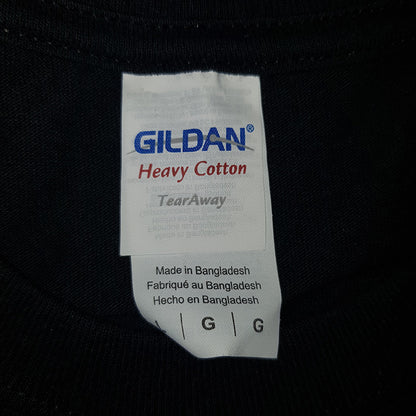 GILDAN®
Heavy Cotton
TearAway
Made in Bangladesh
Fabriqué au Bangladesh
Hecho en Bangladesh
G | G